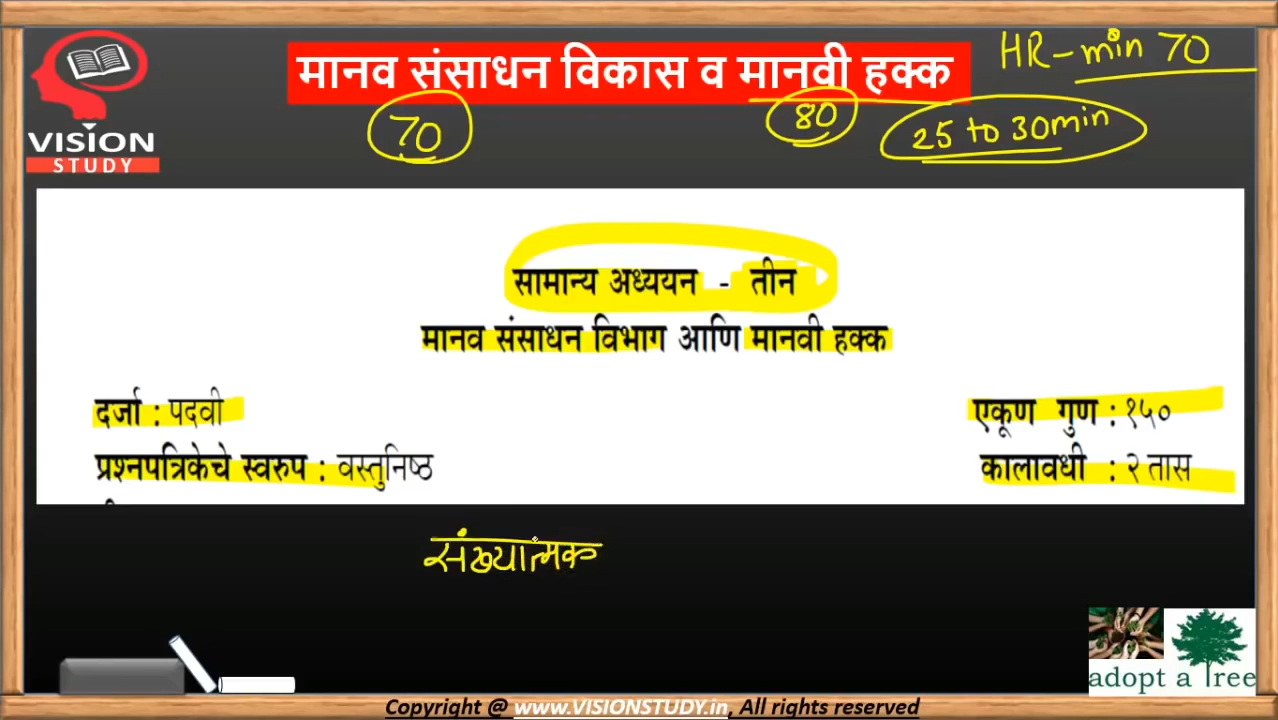 मानव संसाधन विकास व मानवी हक्क
HR - min 70
70
80
25 to 30min
VISION
STUDY
सामान्य अध्ययन - तीन
मानव संसाधन विभाग आणि मानवी हक्क
दर्जा : पदवी
एकूण गुण : १५०
प्रश्नपत्रिकेचे स्वरुप : वस्तुनिष्ठ
कालावधी : २ तास
संख्यात्मक
adopt a Tree
Copyright @ www.VISIONSTUDY.in, All rights reserved